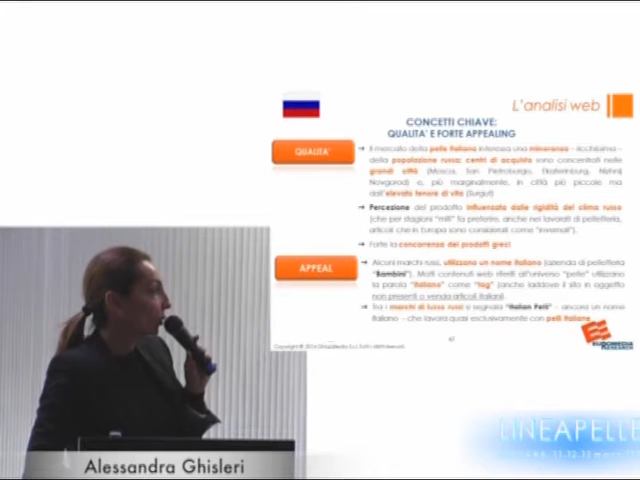 L'analisi web
CONCETTI CHIAVE:
QUALITA' E FORTE APPEALING
QUALITA'
→ Il mercato della pelle italiana interessa una minoranza – ricchissima –
della popolazione russa; centri di acquisto sono concentrati nelle
grandi città (Mosca, San Pietroburgo, Ekaterinburg, Nizhnij
Novgorod) e, più marginalmente, in città più piccole ma
dall'elevato tenore di vita (Surgut)
→ Percezione del prodotto influenzata dalla rigidità del clima russo
(che per stagioni "miti" fa preferire, anche nei lavorati di pelletteria,
articoli che in Europa sono considerati come "invernali").
→ Forte la concorrenza dei prodotti greci
APPEAL
→ Alcuni marchi russi, utilizzano un nome italiano (azienda di pelletteria
"Bambini"). Molti contenuti web riferiti all'universo "pelle" utilizzano
la parola "italiano" come "tag" (anche laddove il sito in oggetto
non presenti o venda articoli italiani).
→ Tra i marchi di lusso russi è segnala "Italian Pelli" – ancora un nome
italiano – che lavora quasi esclusivamente con pelli italiane
EUROMEDIA
RESEARCH
LINEAPELLE
Alessandra Ghisleri